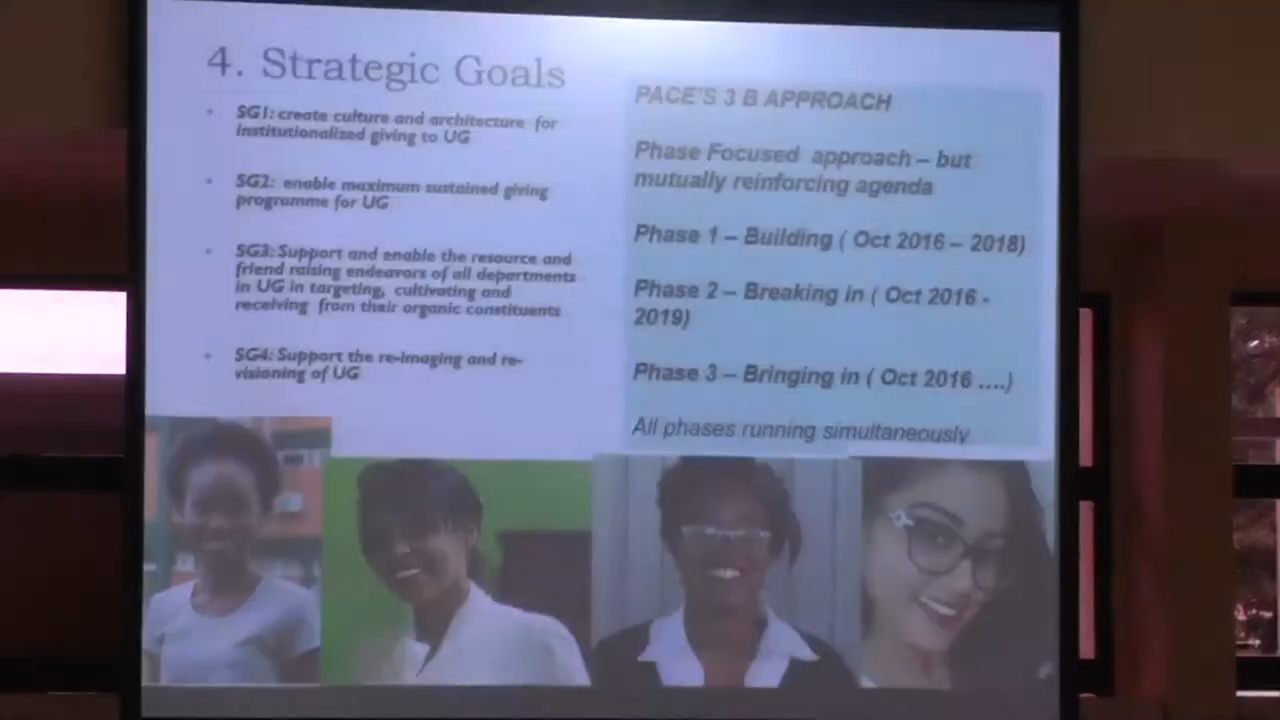 4. Strategic Goals
• SG1: create culture and architecture for
institutionalized giving to UG
• SG2: enable maximum sustained giving
programme for UG
• SG3: Support and enable the resource and
friend raising endeavors of all departments
in UG in targeting, cultivating and
receiving from their organic constituents
• SG4: Support the re-imaging and re-
visioning of UG
PACE'S 3 B APPROACH
Phase Focused approach – but
mutually reinforcing agenda
Phase 1 – Building ( Oct 2016 – 2018)
Phase 2 – Breaking in ( Oct 2016 -
2019)
Phase 3 – Bringing in ( Oct 2016 ....)
All phases running simultaneously